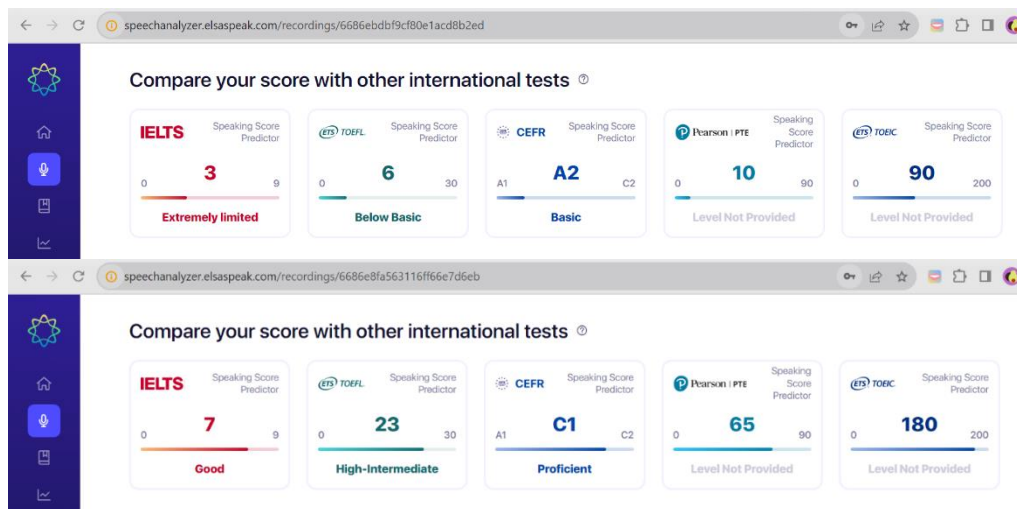 speechanalyzer.elsaspeak.com/recordings/6686ebdbf9cf80e1acd8b2ed
Compare your score with other international tests ?
IELTS Speaking Score Predictor
3
0 9
Extremely limited
ETS TOEFL Speaking Score Predictor
6
0 30
Below Basic
CEFR Speaking Score Predictor
A2
A1 C2
Basic
Pearson | PTE Speaking Score Predictor
10
0 90
Level Not Provided
ETS TOEIC Speaking Score Predictor
90
0 200
Level Not Provided
speechanalyzer.elsaspeak.com/recordings/6686e8fa563116ff66e7d6eb
Compare your score with other international tests ?
IELTS Speaking Score Predictor
7
0 9
Good
ETS TOEFL Speaking Score Predictor
23
0 30
High-Intermediate
CEFR Speaking Score Predictor
C1
A1 C2
Proficient
Pearson | PTE Speaking Score Predictor
65
0 90
Level Not Provided
ETS TOEIC Speaking Score Predictor
180
0 200
Level Not Provided